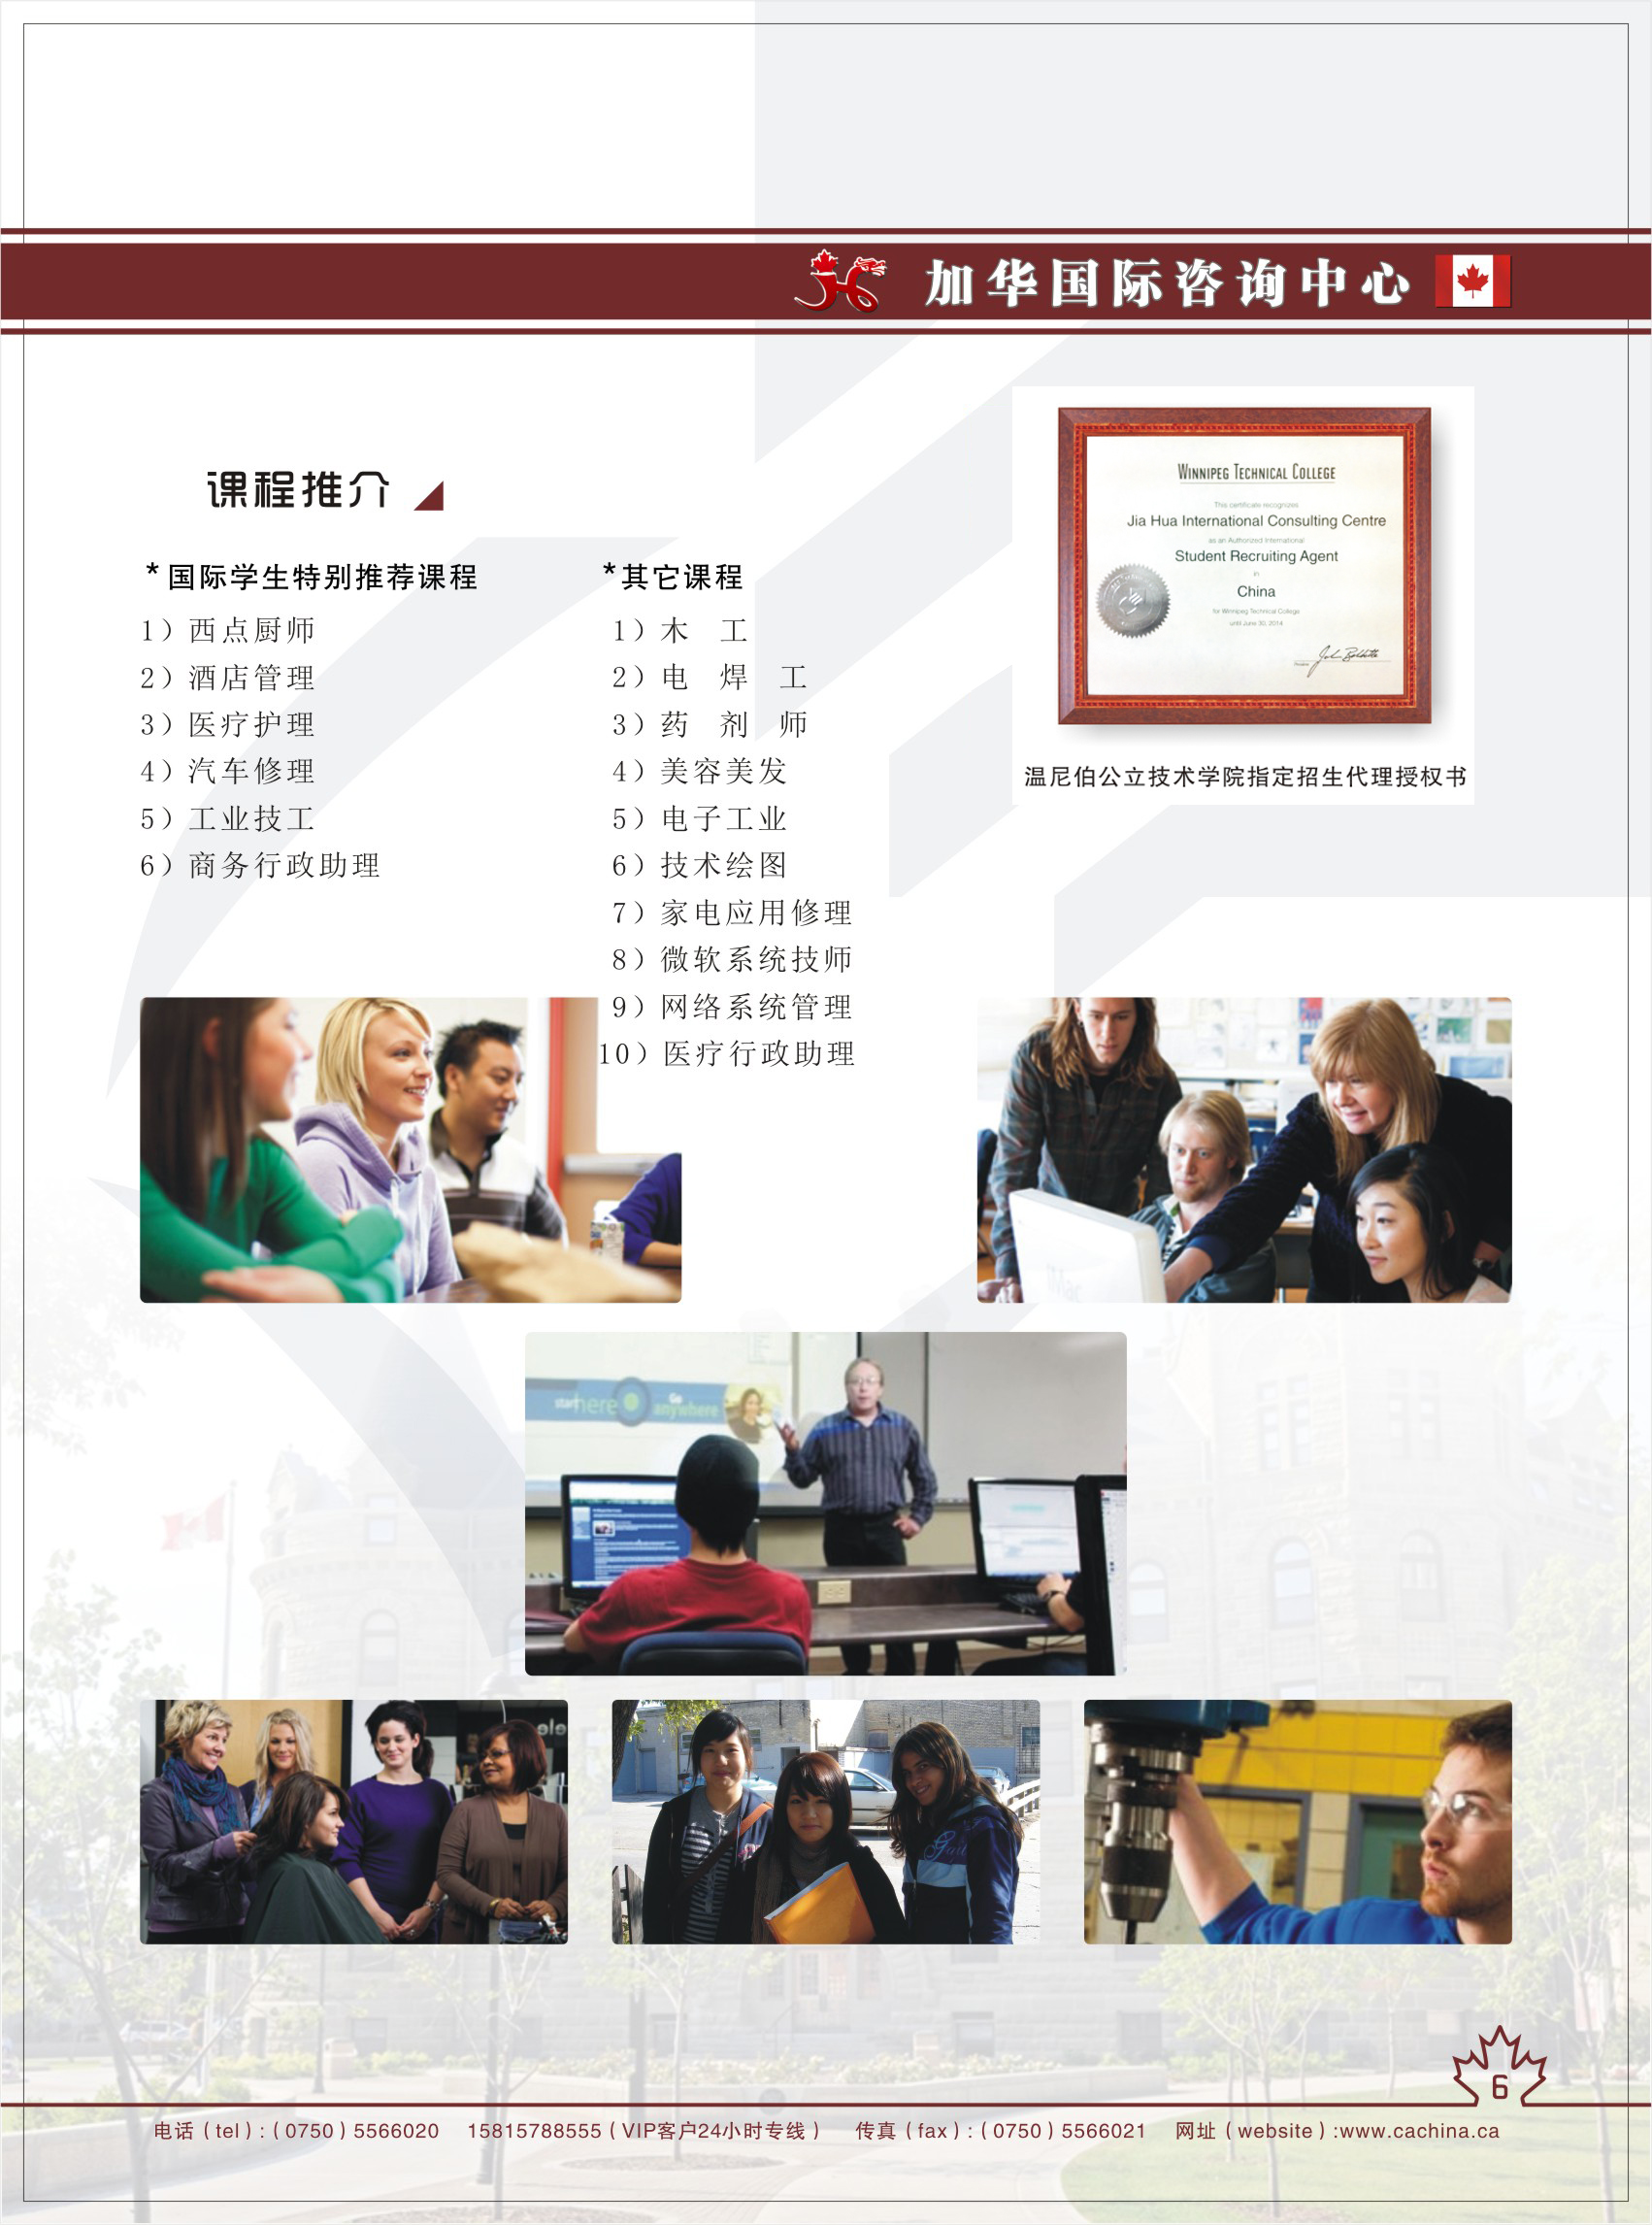 加华国际咨询中心
课程推介
*国际学生特别推荐课程
1）西点厨师
2）酒店管理
3）医疗护理
4）汽车修理
5）工业技工
6）商务行政助理
*其它课程
1）木 工
2）电 焊 工
3）药 剂 师
4）美容美发
5）电子工业
6）技术绘图
7）家电应用修理
8）微软系统技师
9）网络系统管理
10）医疗行政助理
WINNIPEG TECHNICAL COLLEGE
This certificate recognizes
Jia Hua International Consulting Centre
as an Authorized International
Student Recruiting Agent
in
China
for Winnipeg Technical College
until June 30, 2014
温尼伯公立技术学院指定招生代理授权书
start here Go anywhere
6
电话（tel）:（0750）5566020 15815788555（VIP客户24小时专线） 传真（fax）:（0750）5566021 网址（website）:www.cachina.ca